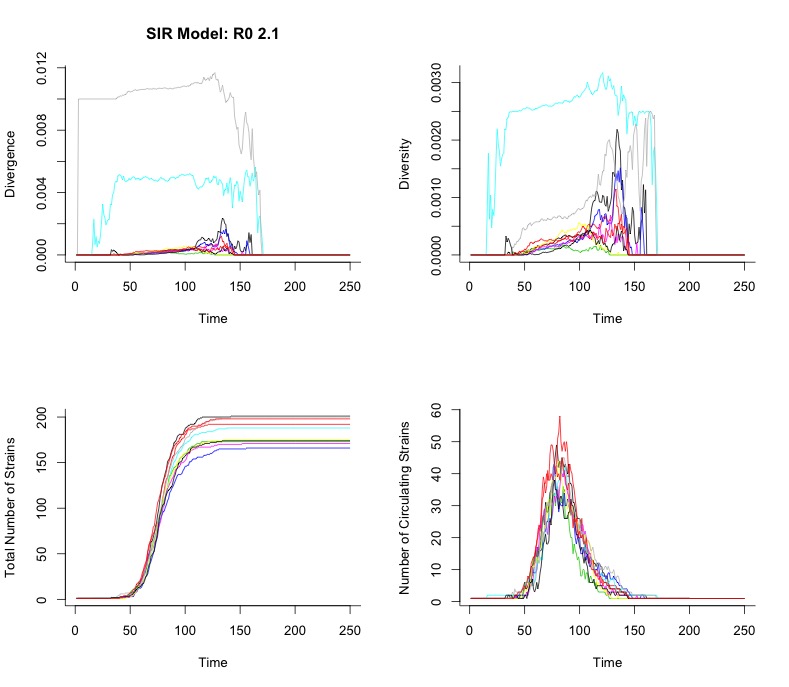 SIR Model: R0 2.1
Divergence
0.012
0.008
0.004
0.000
0 50 100 150 200 250
Time
Diversity
0.0030
0.0020
0.0010
0.0000
0 50 100 150 200 250
Time
Total Number of Strains
200
150
100
50
0
0 50 100 150 200 250
Time
Number of Circulating Strains
60
50
40
30
20
10
0
0 50 100 150 200 250
Time